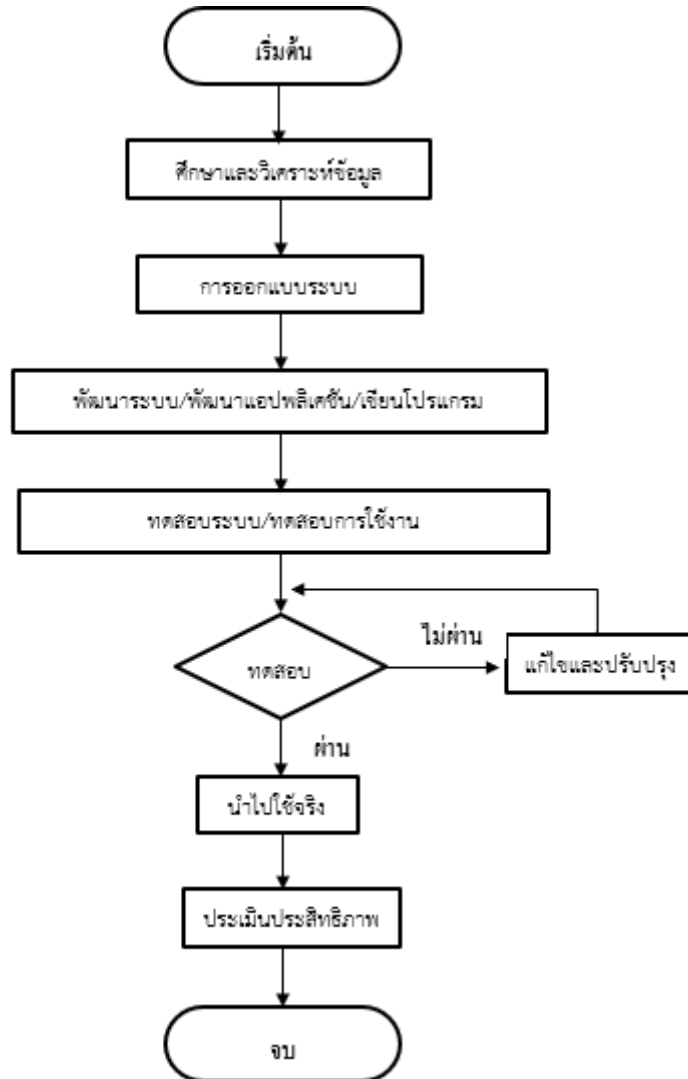 เริ่มต้น
ศึกษาและวิเคราะห์ข้อมูล
การออกแบบระบบ
พัฒนาระบบ/พัฒนาแอปพลิเคชัน/เขียนโปรแกรม
ทดสอบระบบ/ทดสอบการใช้งาน
ไม่ผ่าน
ทดสอบ
แก้ไขและปรับปรุง
ผ่าน
นำไปใช้จริง
ประเมินประสิทธิภาพ
จบ